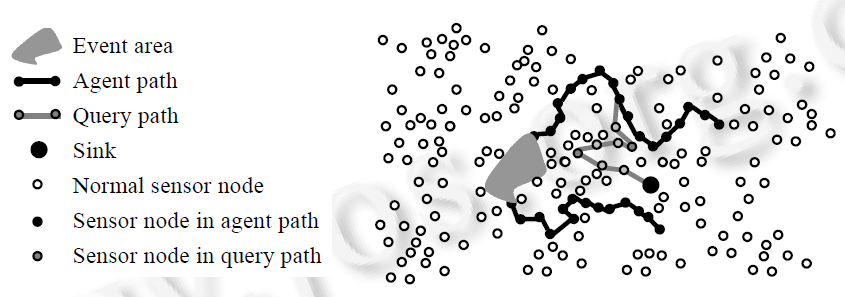 Event area
Agent path
Query path
Sink
Normal sensor node
Sensor node in agent path
Sensor node in query path